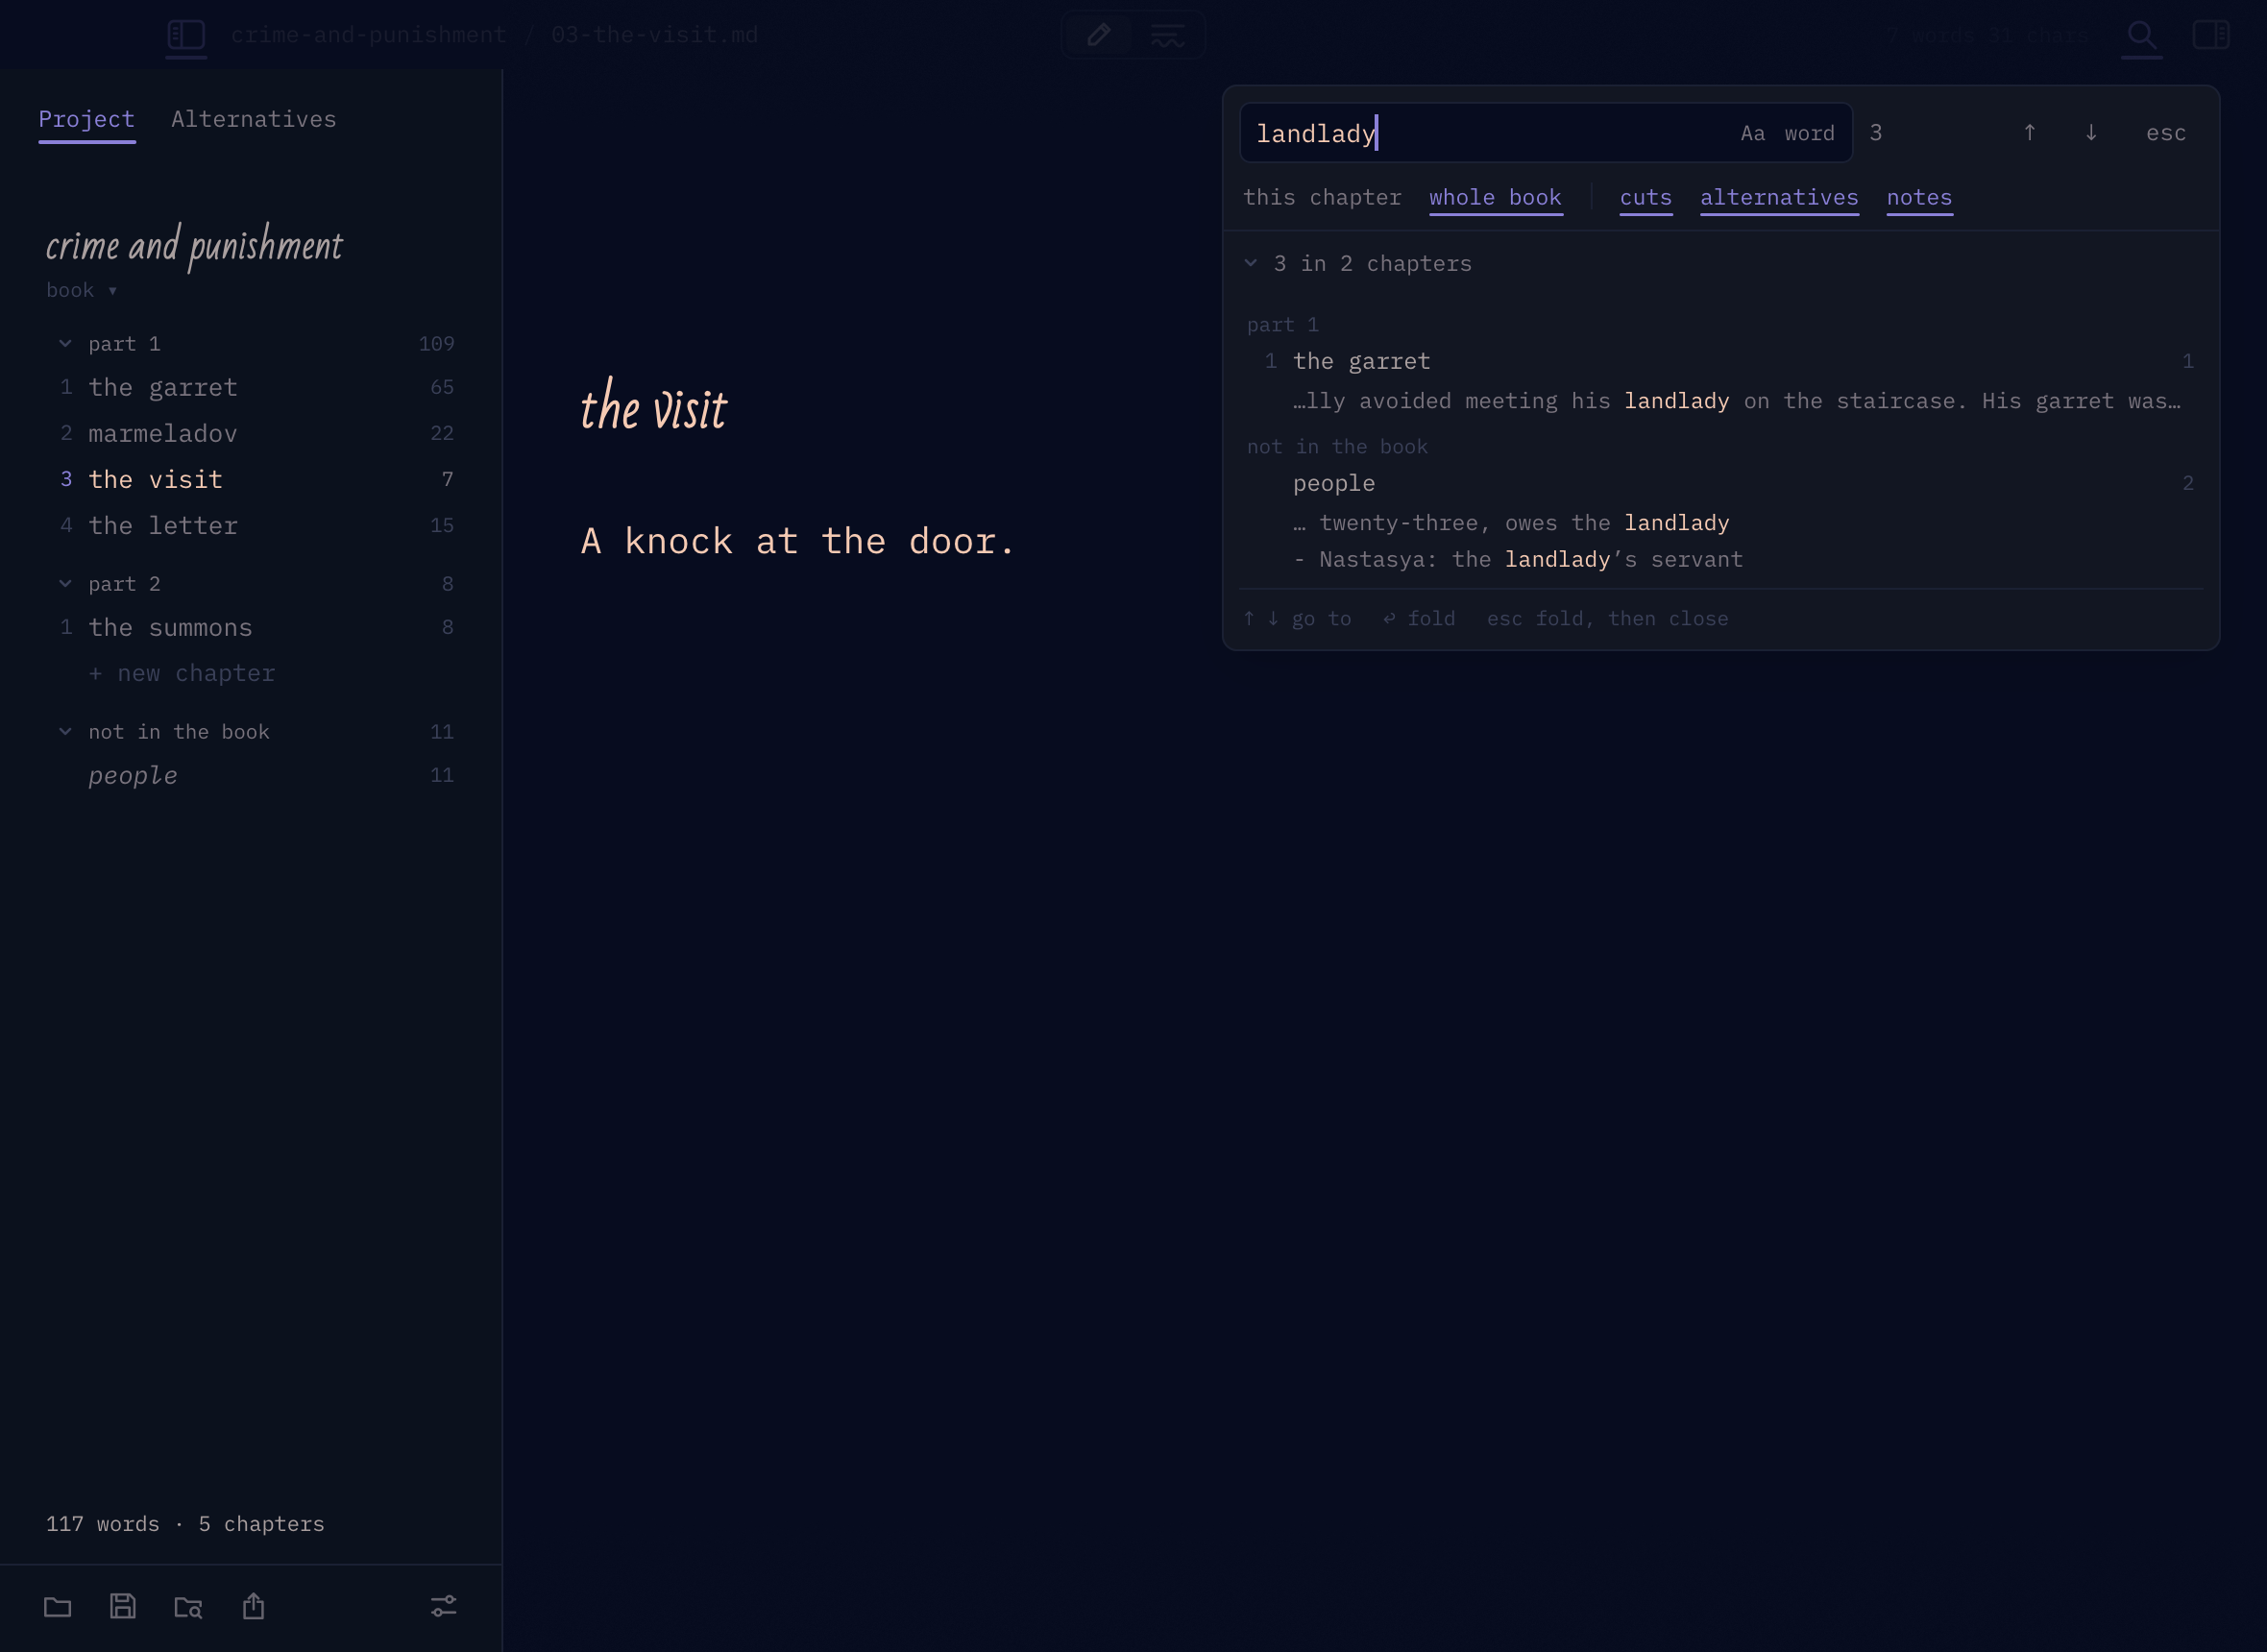 crime-and-punishment / 03-the-visit.md
7 words 31 chars
Project Alternatives
crime and punishment
book ▾
part 1 109
1 the garret 65
2 marmeladov 22
3 the visit 7
4 the letter 15
part 2 8
1 the summons 8
+ new chapter
not in the book 11
people 11
117 words · 5 chapters
the visit
A knock at the door.
landlady Aa word 3 ↑ ↓ esc
this chapter whole book cuts alternatives notes
3 in 2 chapters
part 1
1 the garret 1
…lly avoided meeting his landlady on the staircase. His garret was…
not in the book
people 2
… twenty-three, owes the landlady
- Nastasya: the landlady’s servant
↑ ↓ go to ↩ fold esc fold, then close